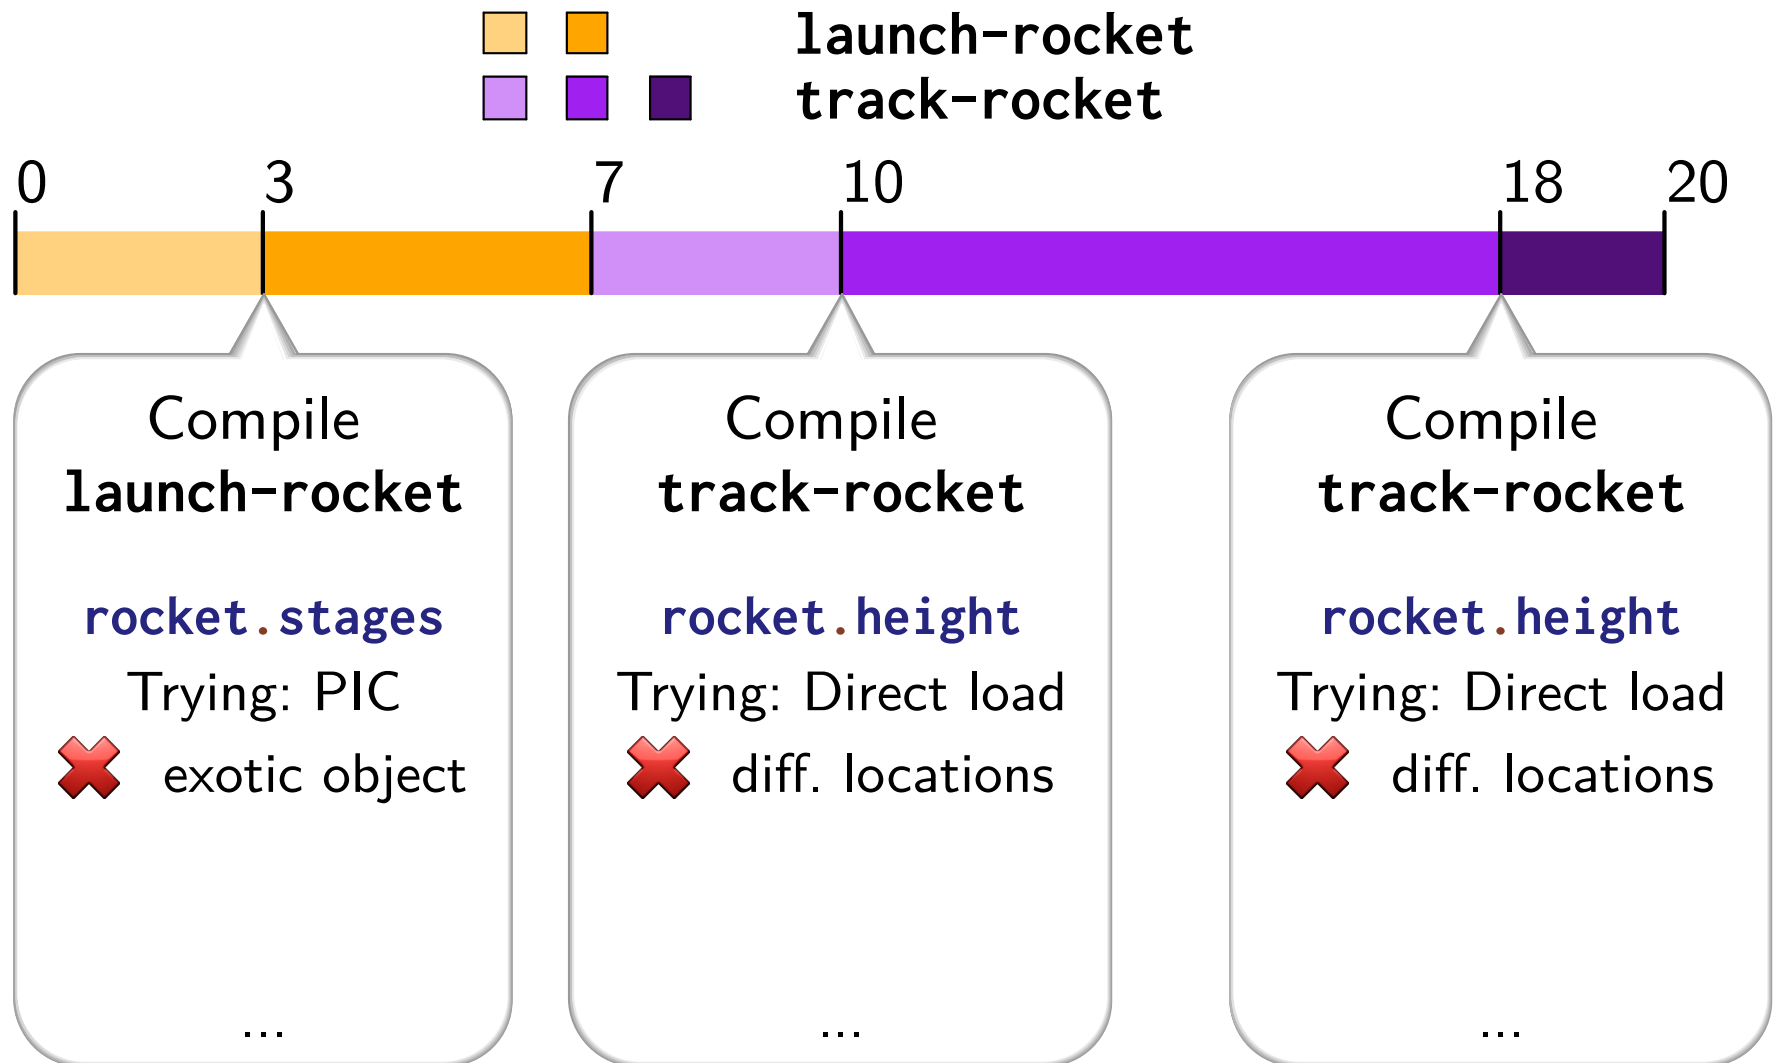 launch-rocket
track-rocket
0 3 7 10 18 20
Compile
launch-rocket
rocket.stages
Trying: PIC
exotic object
...
Compile
track-rocket
rocket.height
Trying: Direct load
diff. locations
...
Compile
track-rocket
rocket.height
Trying: Direct load
diff. locations
...